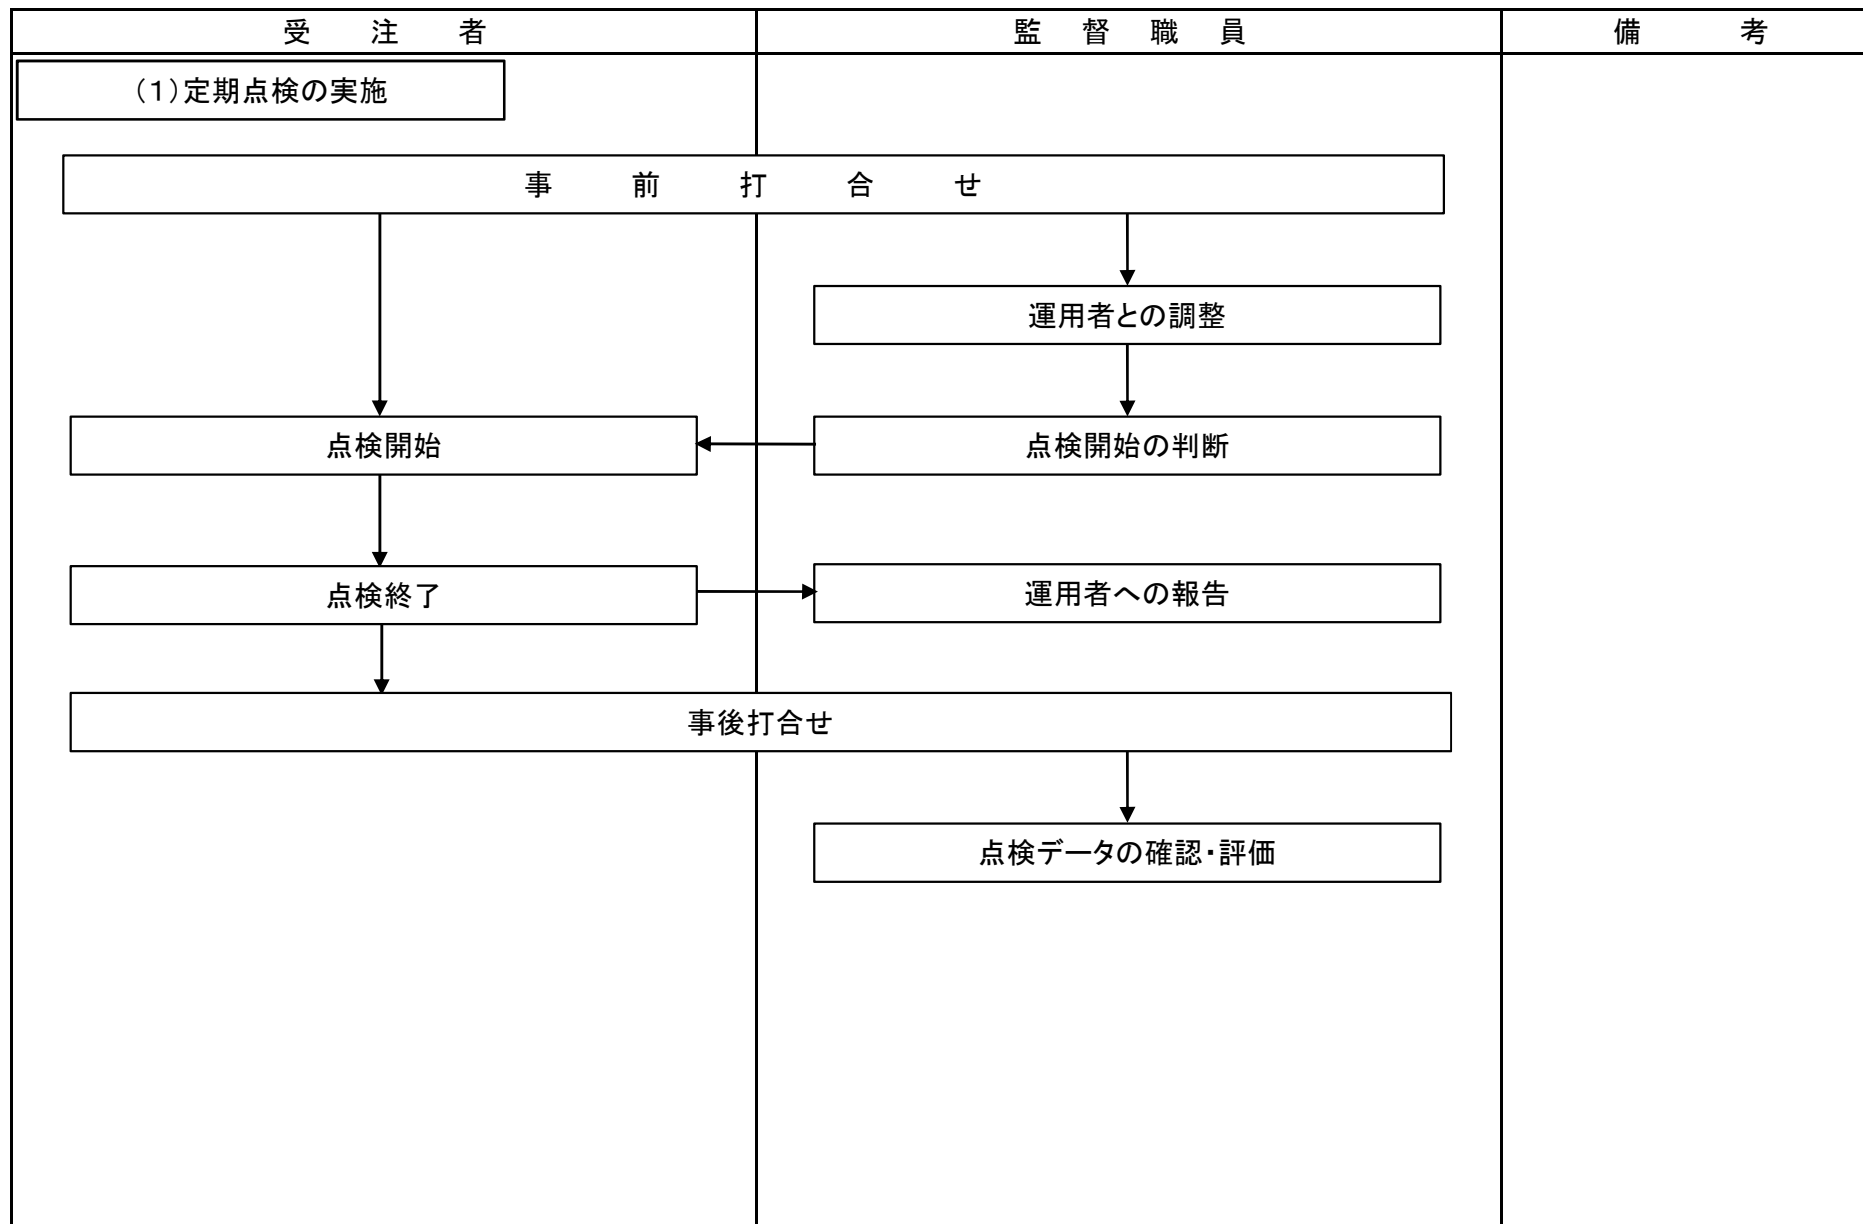 受注者 監督職員 備考
（１）定期点検の実施
事前打合せ
運用者との調整
点検開始 点検開始の判断
点検終了 運用者への報告
事後打合せ
点検データの確認・評価